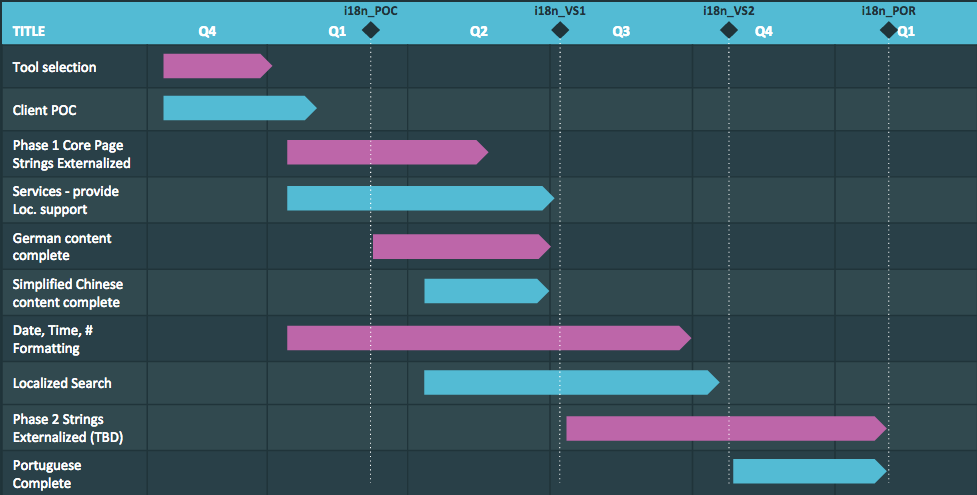 i18n_POC i18n_VS1 i18n_VS2 i18n_POR
TITLE Q4 Q1 Q2 Q3 Q4 Q1
Tool selection
Client POC
Phase 1 Core Page
Strings Externalized
Services - provide
Loc. support
German content
complete
Simplified Chinese
content complete
Date, Time, #
Formatting
Localized Search
Phase 2 Strings
Externalized (TBD)
Portuguese
Complete